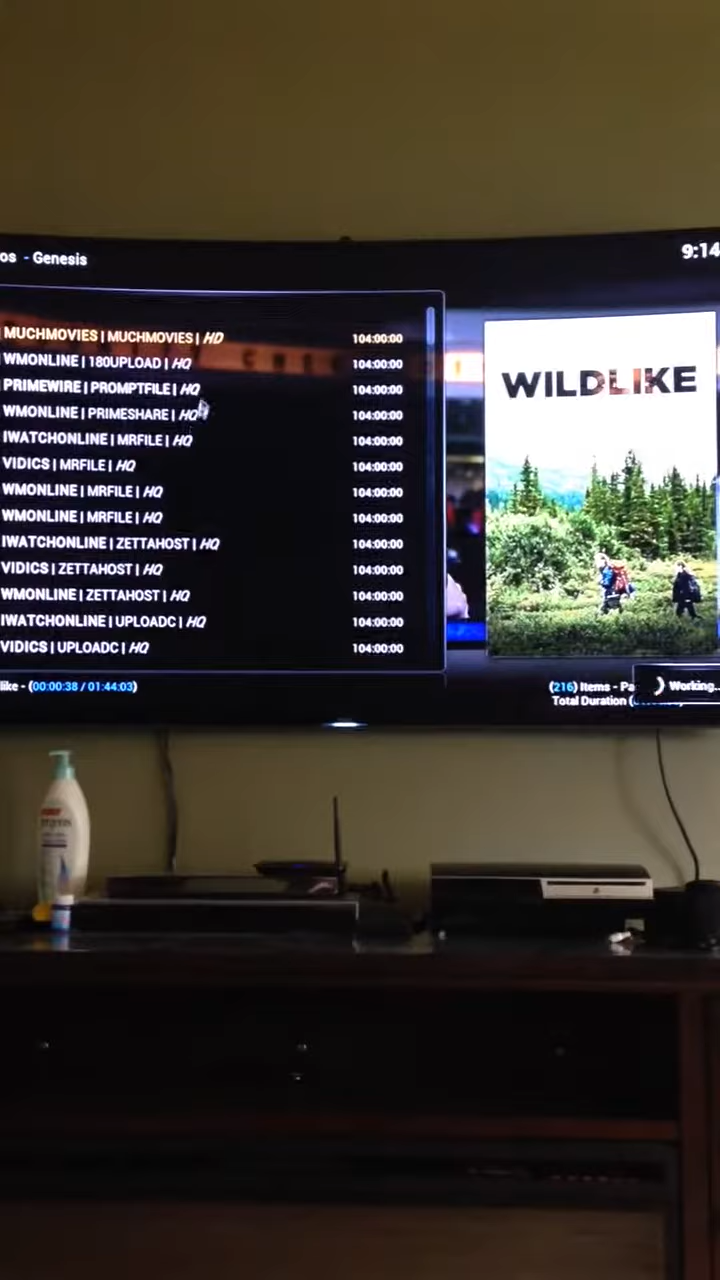 os - Genesis
9:14
MUCHMOVIES | MUCHMOVIES | HD 104:00:00
WMONLINE | 180UPLOAD | HQ 104:00:00
PRIMEWIRE | PROMPTFILE | HQ 104:00:00
WMONLINE | PRIMESHARE | HQ 104:00:00
IWATCHONLINE | MRFILE | HQ 104:00:00
VIDICS | MRFILE | HQ 104:00:00
WMONLINE | MRFILE | HQ 104:00:00
WMONLINE | MRFILE | HQ 104:00:00
IWATCHONLINE | ZETTAHOST | HQ 104:00:00
VIDICS | ZETTAHOST | HQ 104:00:00
WMONLINE | ZETTAHOST | HQ 104:00:00
IWATCHONLINE | UPLOADC | HQ 104:00:00
VIDICS | UPLOADC | HQ 104:00:00
WILDLIKE
like - (00:00:38 / 01:44:03)
(216) Items - Pa
Working..
Total Duration (